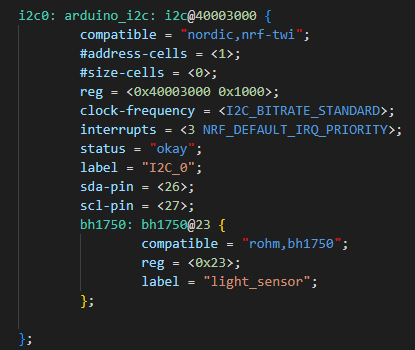 i2c0: arduino_i2c: i2c@40003000 {
compatible = "nordic,nrf-twi";
#address-cells = <1>;
#size-cells = <0>;
reg = <0x40003000 0x1000>;
clock-frequency = <I2C_BITRATE_STANDARD>;
interrupts = <3 NRF_DEFAULT_IRQ_PRIORITY>;
status = "okay";
label = "I2C_0";
sda-pin = <26>;
scl-pin = <27>;
bh1750: bh1750@23 {
compatible = "rohm,bh1750";
reg = <0x23>;
label = "light_sensor";
};
};